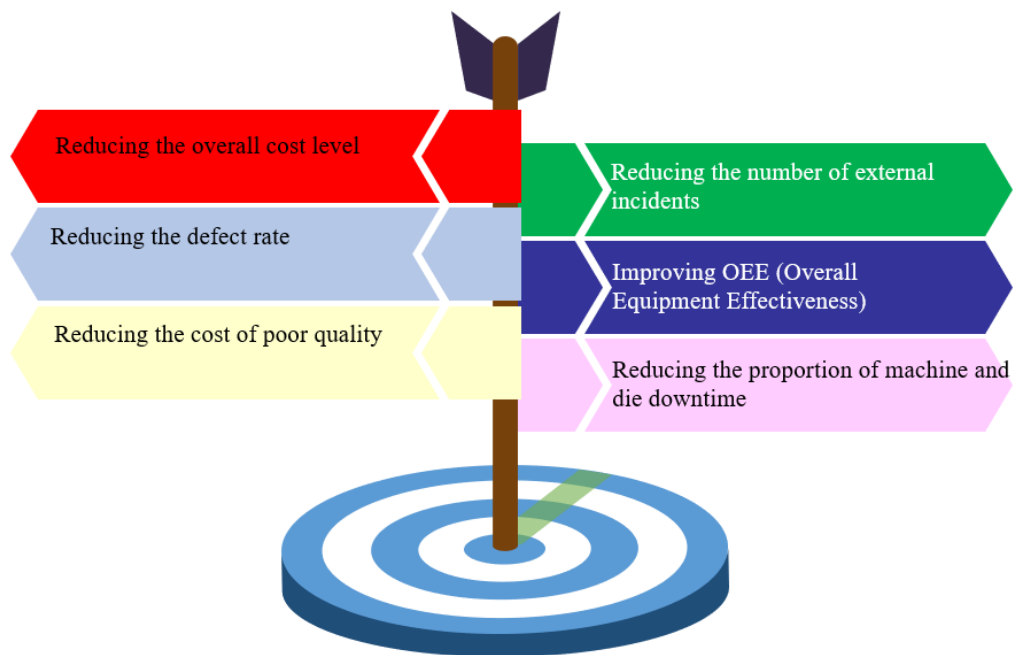 Reducing the overall cost level
Reducing the defect rate
Reducing the cost of poor quality
Reducing the number of external
incidents
Improving OEE (Overall
Equipment Effectiveness)
Reducing the proportion of machine and
die downtime